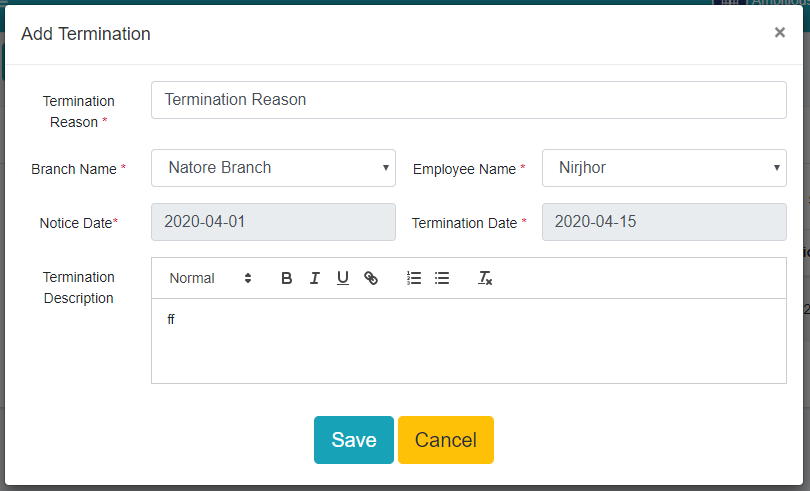 Add Termination ×
Termination Reason * Termination Reason
Branch Name * Natore Branch Employee Name * Nirjhor
Notice Date* 2020-04-01 Termination Date * 2020-04-15
Termination Description Normal B I U Tx
ff
Save Cancel